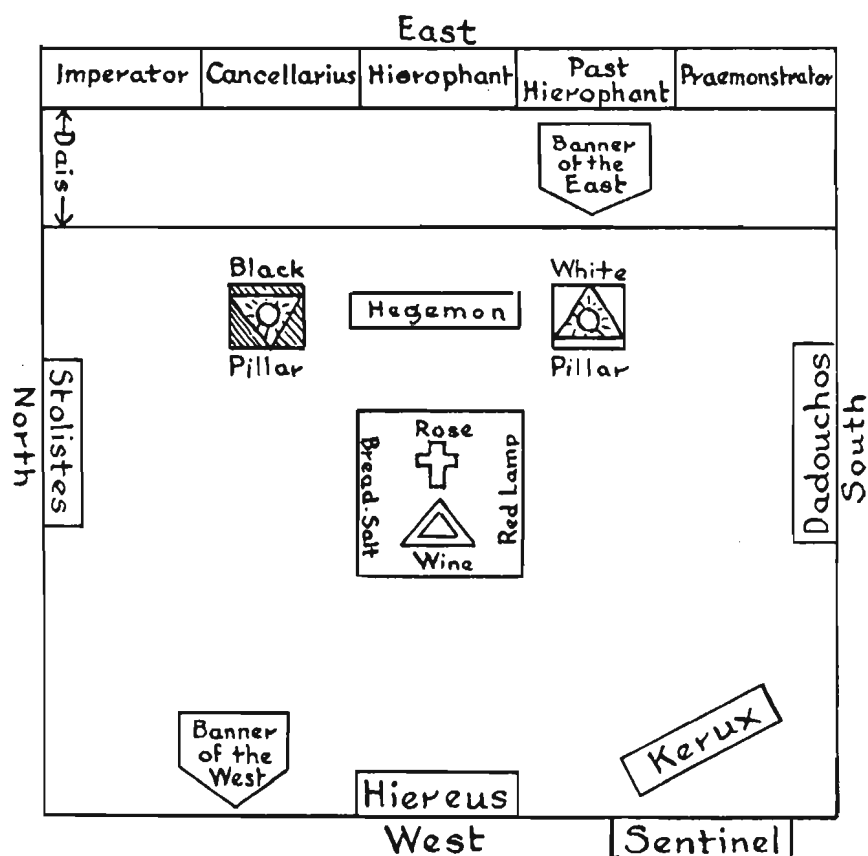 East
Imperator
Cancellarius
Hierophant
Past
Hierophant
Praemonstrator
Dais
Banner
of the
East
Black
Pillar
Hegemon
White
Pillar
North
Stolistes
Rose
Bread-Salt
Red Lamp
Wine
Dadouchos
South
Banner
of the
West
Hiereus
Kerux
West
Sentinel